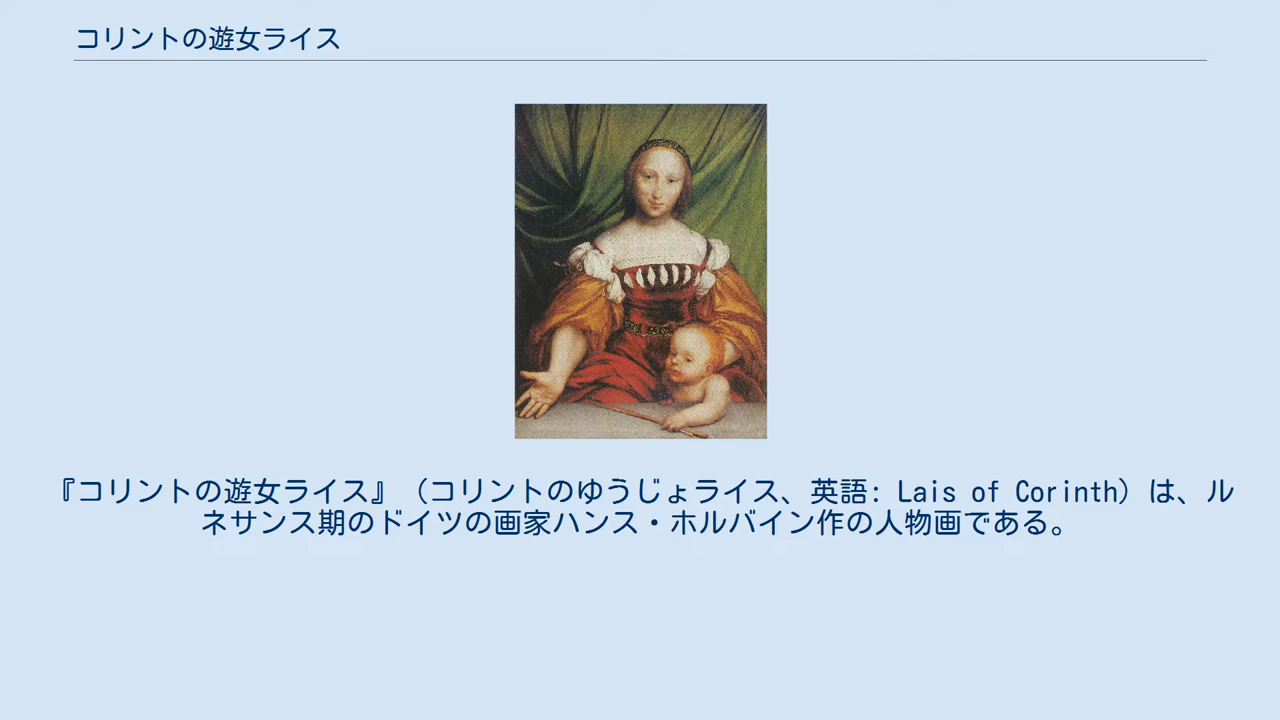 コリントの遊女ライス
『コリントの遊女ライス』（コリントのゆうじょライス、英語: Lais of Corinth）は、ル
ネサンス期のドイツの画家ハンス・ホルバイン作の人物画である。